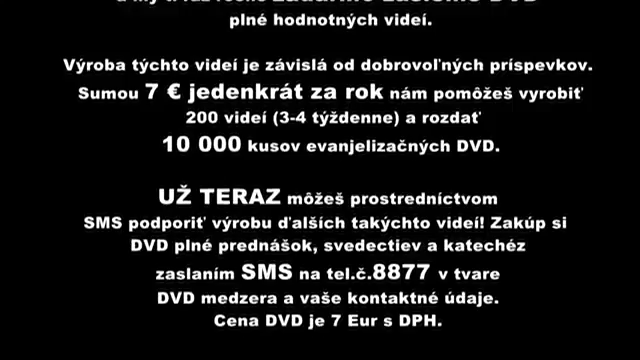 plné hodnotných videí.
Výroba týchto videí je závislá od dobrovoľných príspevkov.
Sumou 7 € jedenkrát za rok nám pomôžeš vyrobiť
200 videí (3-4 týždenne) a rozdať
10 000 kusov evanjelizačných DVD.
UŽ TERAZ môžeš prostredníctvom
SMS podporiť výrobu ďalších takýchto videí! Zakúp si
DVD plné prednášok, svedectiev a katechéz
zaslaním SMS na tel.č.8877 v tvare
DVD medzera a vaše kontaktné údaje.
Cena DVD je 7 Eur s DPH.